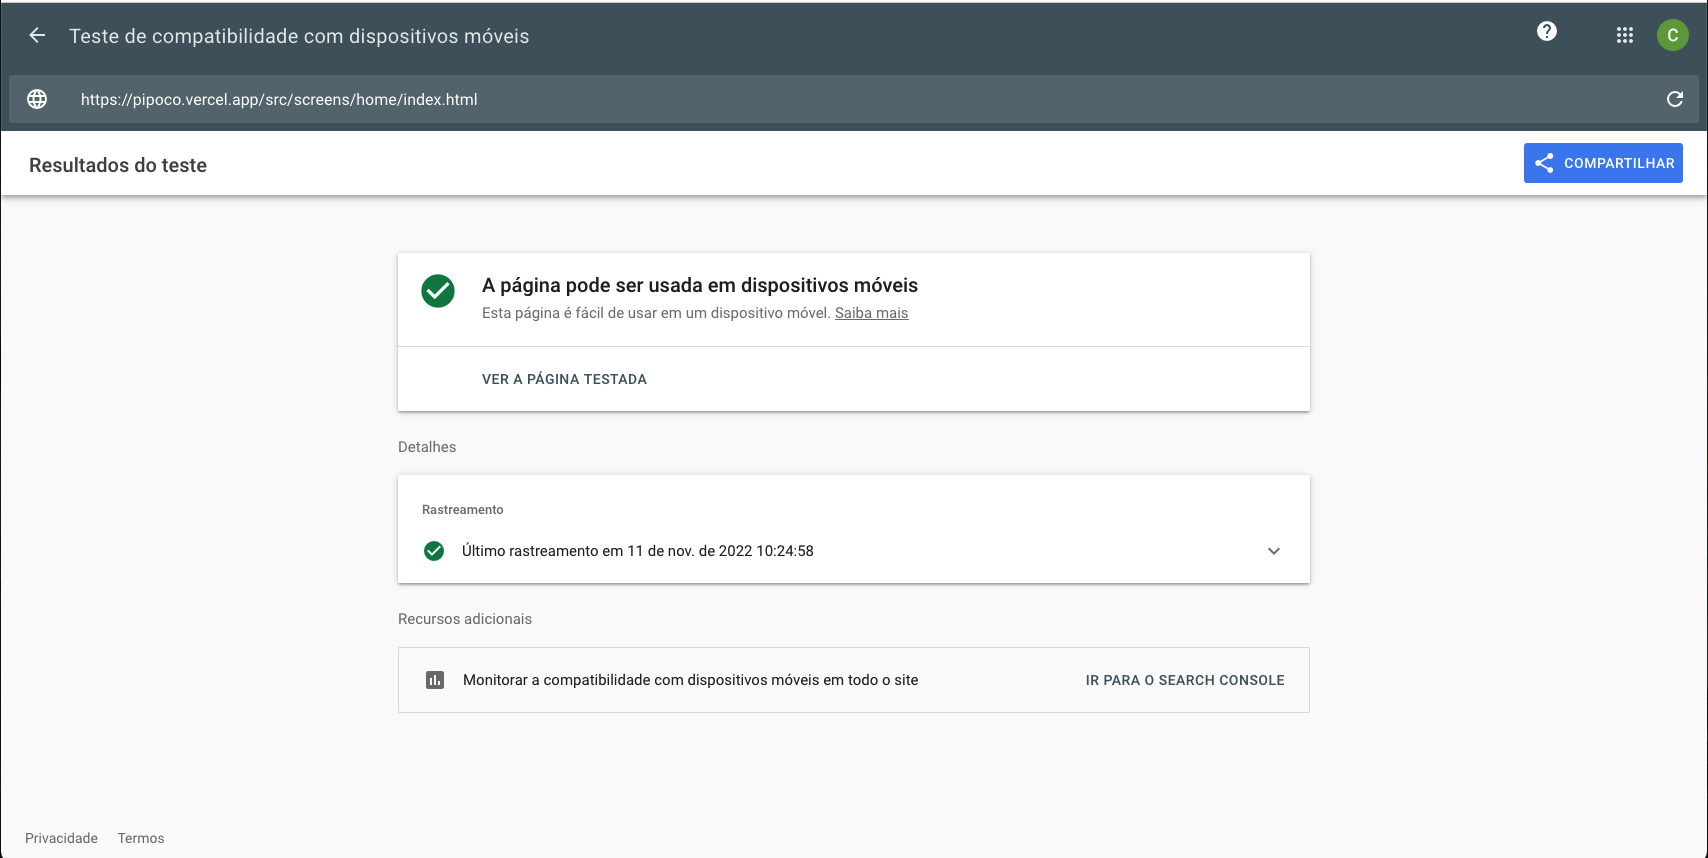 Teste de compatibilidade com dispositivos móveis
C
https://pipoco.vercel.app/src/screens/home/index.html
Resultados do teste
COMPARTILHAR
A página pode ser usada em dispositivos móveis
Esta página é fácil de usar em um dispositivo móvel. Saiba mais
VER A PÁGINA TESTADA
Detalhes
Rastreamento
Último rastreamento em 11 de nov. de 2022 10:24:58
Recursos adicionais
Monitorar a compatibilidade com dispositivos móveis em todo o site
IR PARA O SEARCH CONSOLE
Privacidade Termos